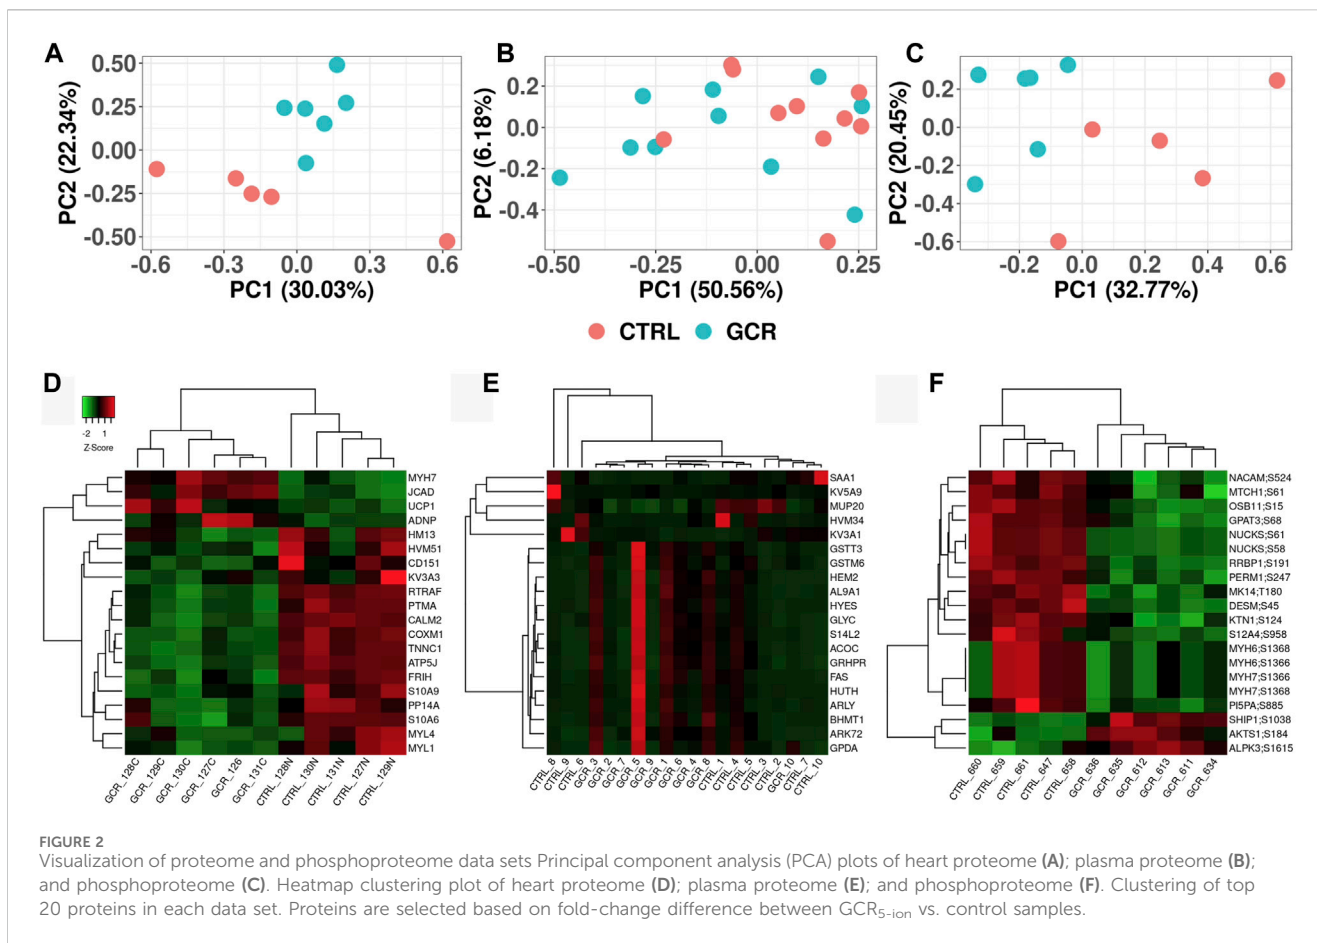 A
B
C
0.50
0.25
0.00
-0.25
-0.50
PC2 (22.34%)
-0.6
-0.3
0.0
0.3
0.6
PC1 (30.03%)
0.2
0.0
-0.2
-0.4
PC2 (6.18%)
-0.50
-0.25
0.00
0.25
PC1 (50.56%)
0.2
0.0
-0.2
-0.4
-0.6
PC2 (20.45%)
-0.2
0.0
0.2
0.4
0.6
PC1 (32.77%)
CTRL GCR
D
-2 1
Z-Score
MYH7
JCAD
UCP1
ADNP
HM13
HVM51
CD151
KV3A3
RTRAF
PTMA
CALM2
COXM1
TNNC1
ATP5J
FRIH
S10A9
PP14A
S10A6
MYL4
MYL1
GCR_128C
GCR_129C
GCR_130C
GCR_127C
GCR_126
GCR_131C
CTRL_128N
CTRL_130N
CTRL_131N
CTRL_127N
CTRL_129N
E
SAA1
KV5A9
MUP20
HVM34
KV3A1
GSTT3
GSTM6
HEM2
AL9A1
HYES
GLYC
S14L2
ACOC
GRHPR
FAS
HUTH
ARLY
BHMT1
ARK72
GPDA
CTRL_8
CTRL_9
CTRL_6
GCR_3
GCR_2
GCR_7
GCR_5
GCR_9
GCR_1
GCR_6
GCR_4
GCR_8
CTRL_1
CTRL_4
CTRL_5
CTRL_3
CTRL_2
GCR_10
CTRL_7
CTRL_10
F
NACAM;S524
MTCH1;S61
OSB11;S15
GPAT3;S68
NUCKS;S61
NUCKS;S58
RRBP1;S191
PERM1;S247
MK14;T180
DESM;S45
KTN1;S124
S12A4;S958
MYH6;S1368
MYH6;S1366
MYH7;S1366
MYH7;S1368
PI5PA;S885
SHIP1;S1038
AKTS1;S184
ALPK3;S1615
CTRL_660
CTRL_659
CTRL_661
CTRL_647
CTRL_658
GCR_636
GCR_635
GCR_612
GCR_613
GCR_611
GCR_634
FIGURE 2
Visualization of proteome and phosphoproteome data sets Principal component analysis (PCA) plots of heart proteome (A); plasma proteome (B);
and phosphoproteome (C). Heatmap clustering plot of heart proteome (D); plasma proteome (E); and phosphoproteome (F). Clustering of top
20 proteins in each data set. Proteins are selected based on fold-change difference between GCR5-ion vs. control samples.